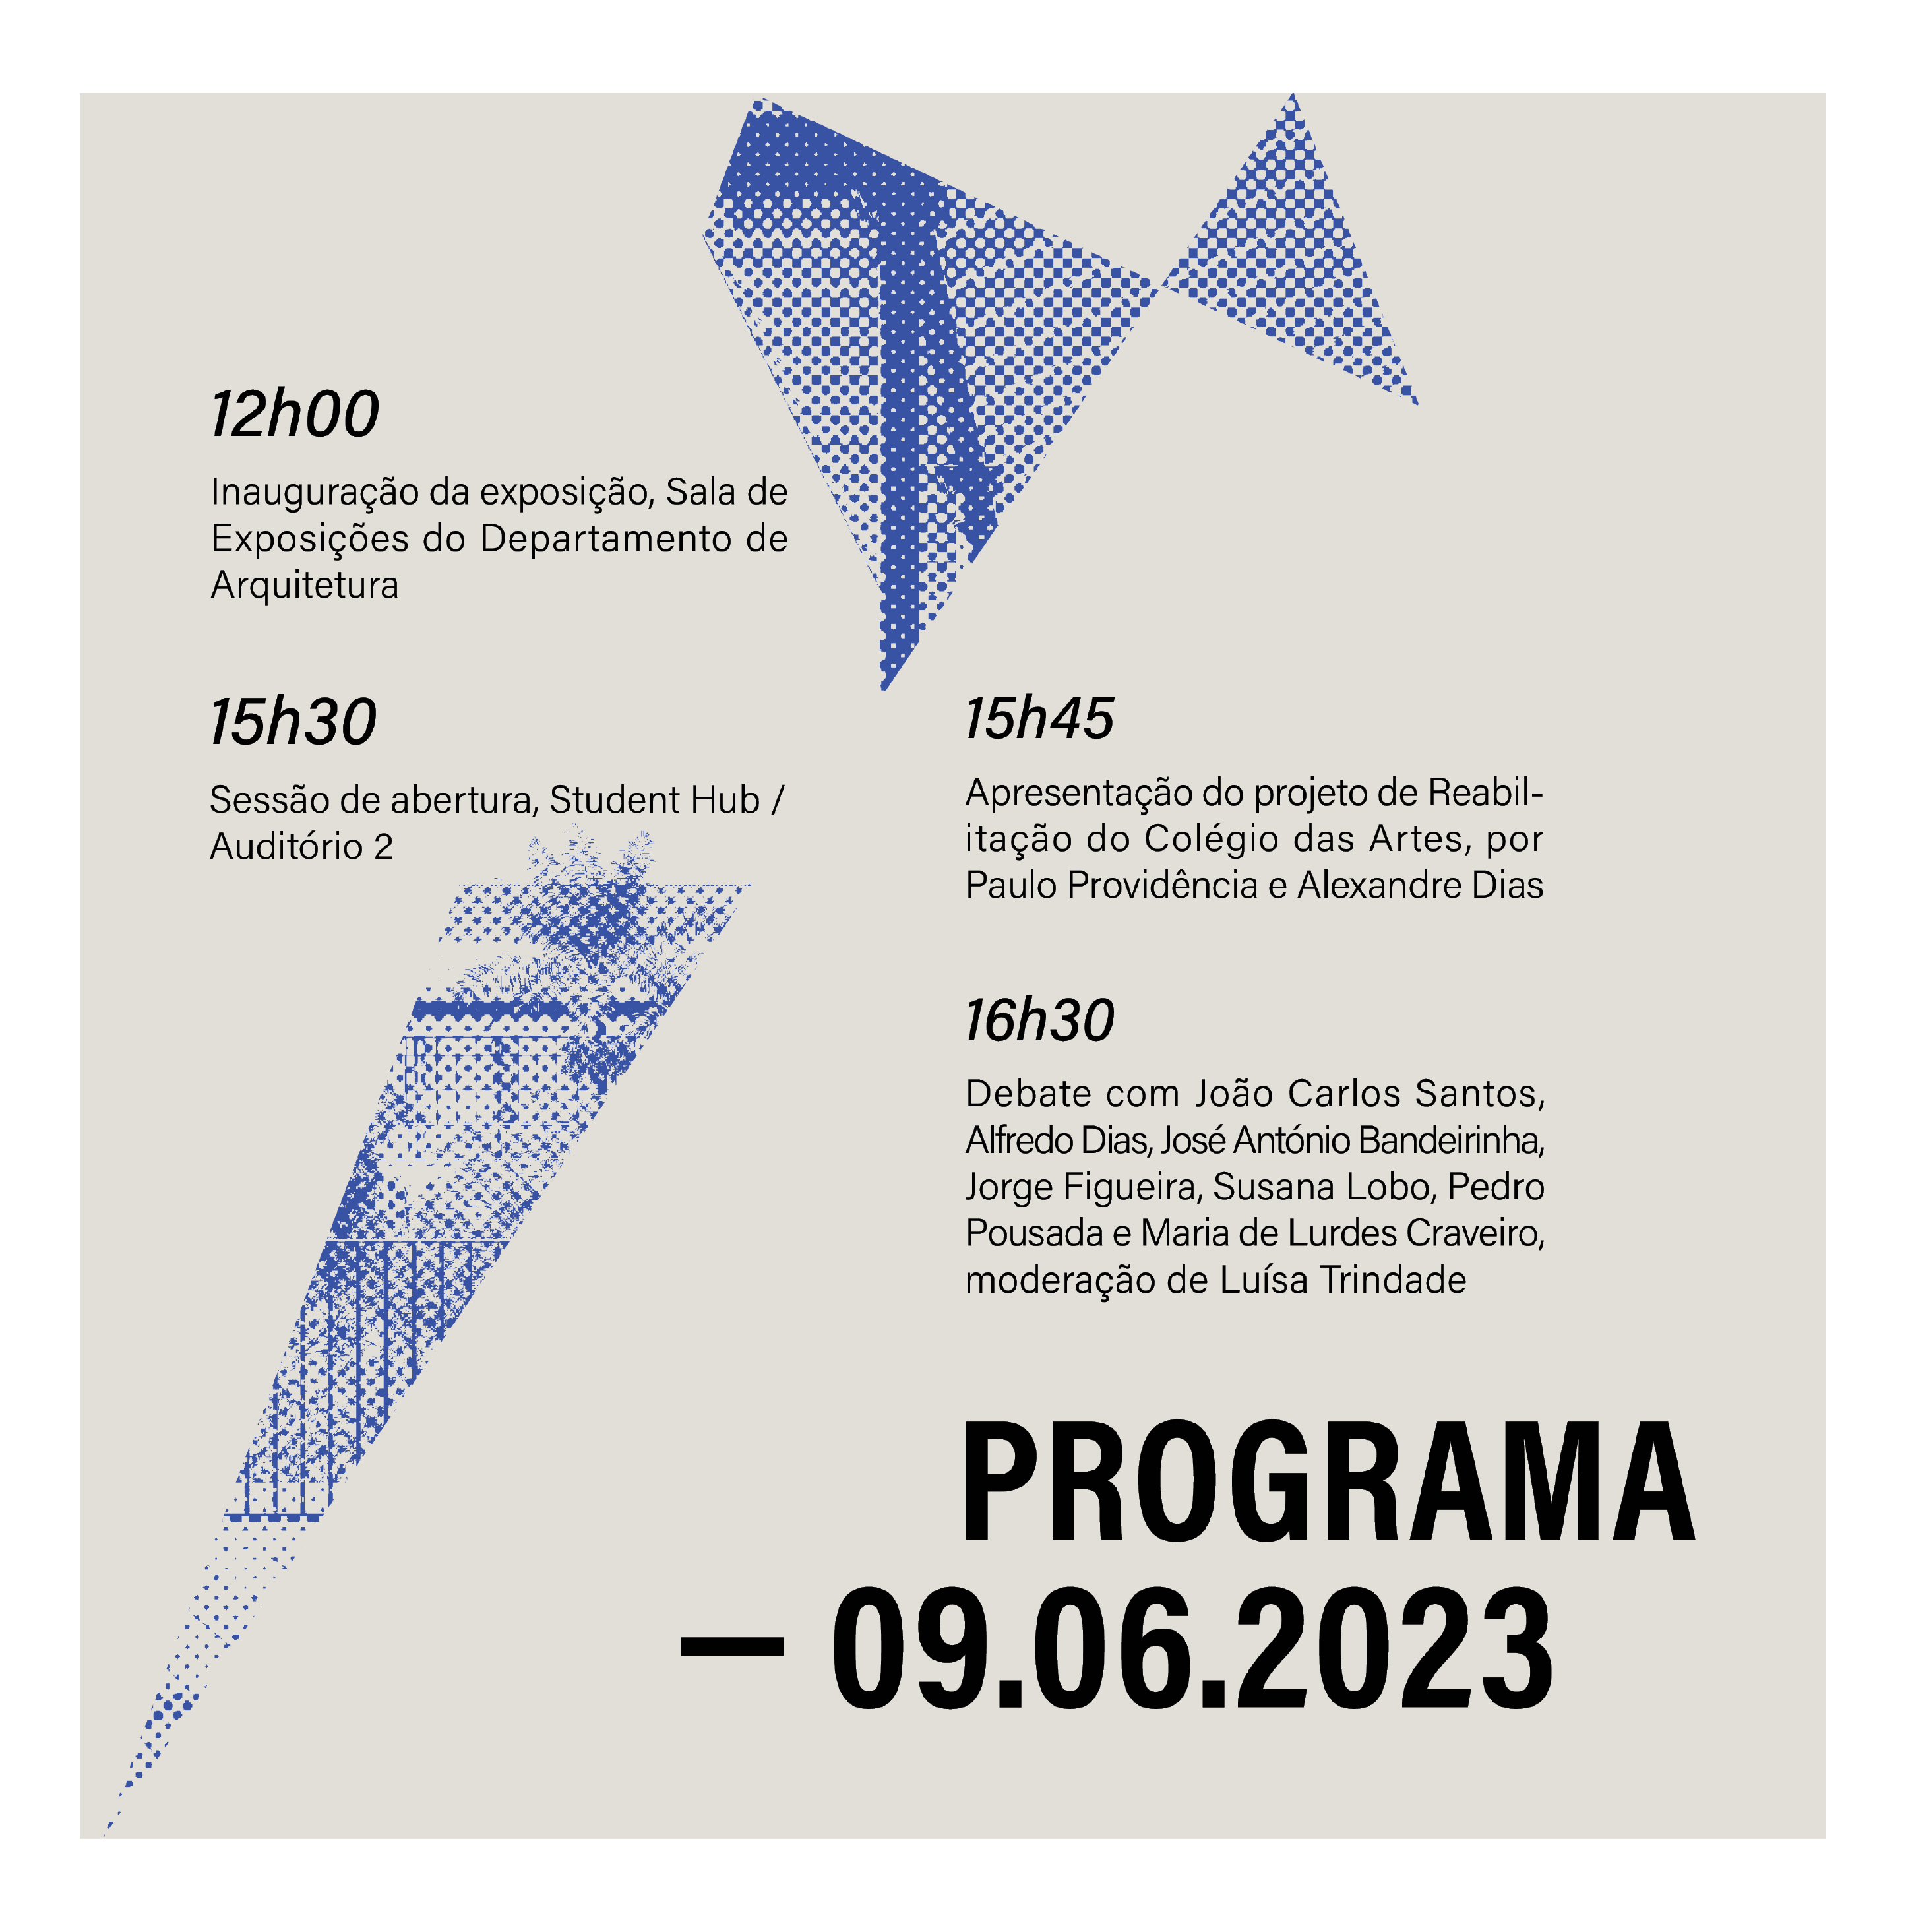 12h00
Inauguração da exposição, Sala de
Exposições do Departamento de
Arquitetura
15h30
Sessão de abertura, Student Hub /
Auditório 2
15h45
Apresentação do projeto de Reabil-
itação do Colégio das Artes, por
Paulo Providência e Alexandre Dias
16h30
Debate com João Carlos Santos,
Alfredo Dias, José António Bandeirinha,
Jorge Figueira, Susana Lobo, Pedro
Pousada e Maria de Lurdes Craveiro,
moderação de Luísa Trindade
PROGRAMA
— 09.06.2023